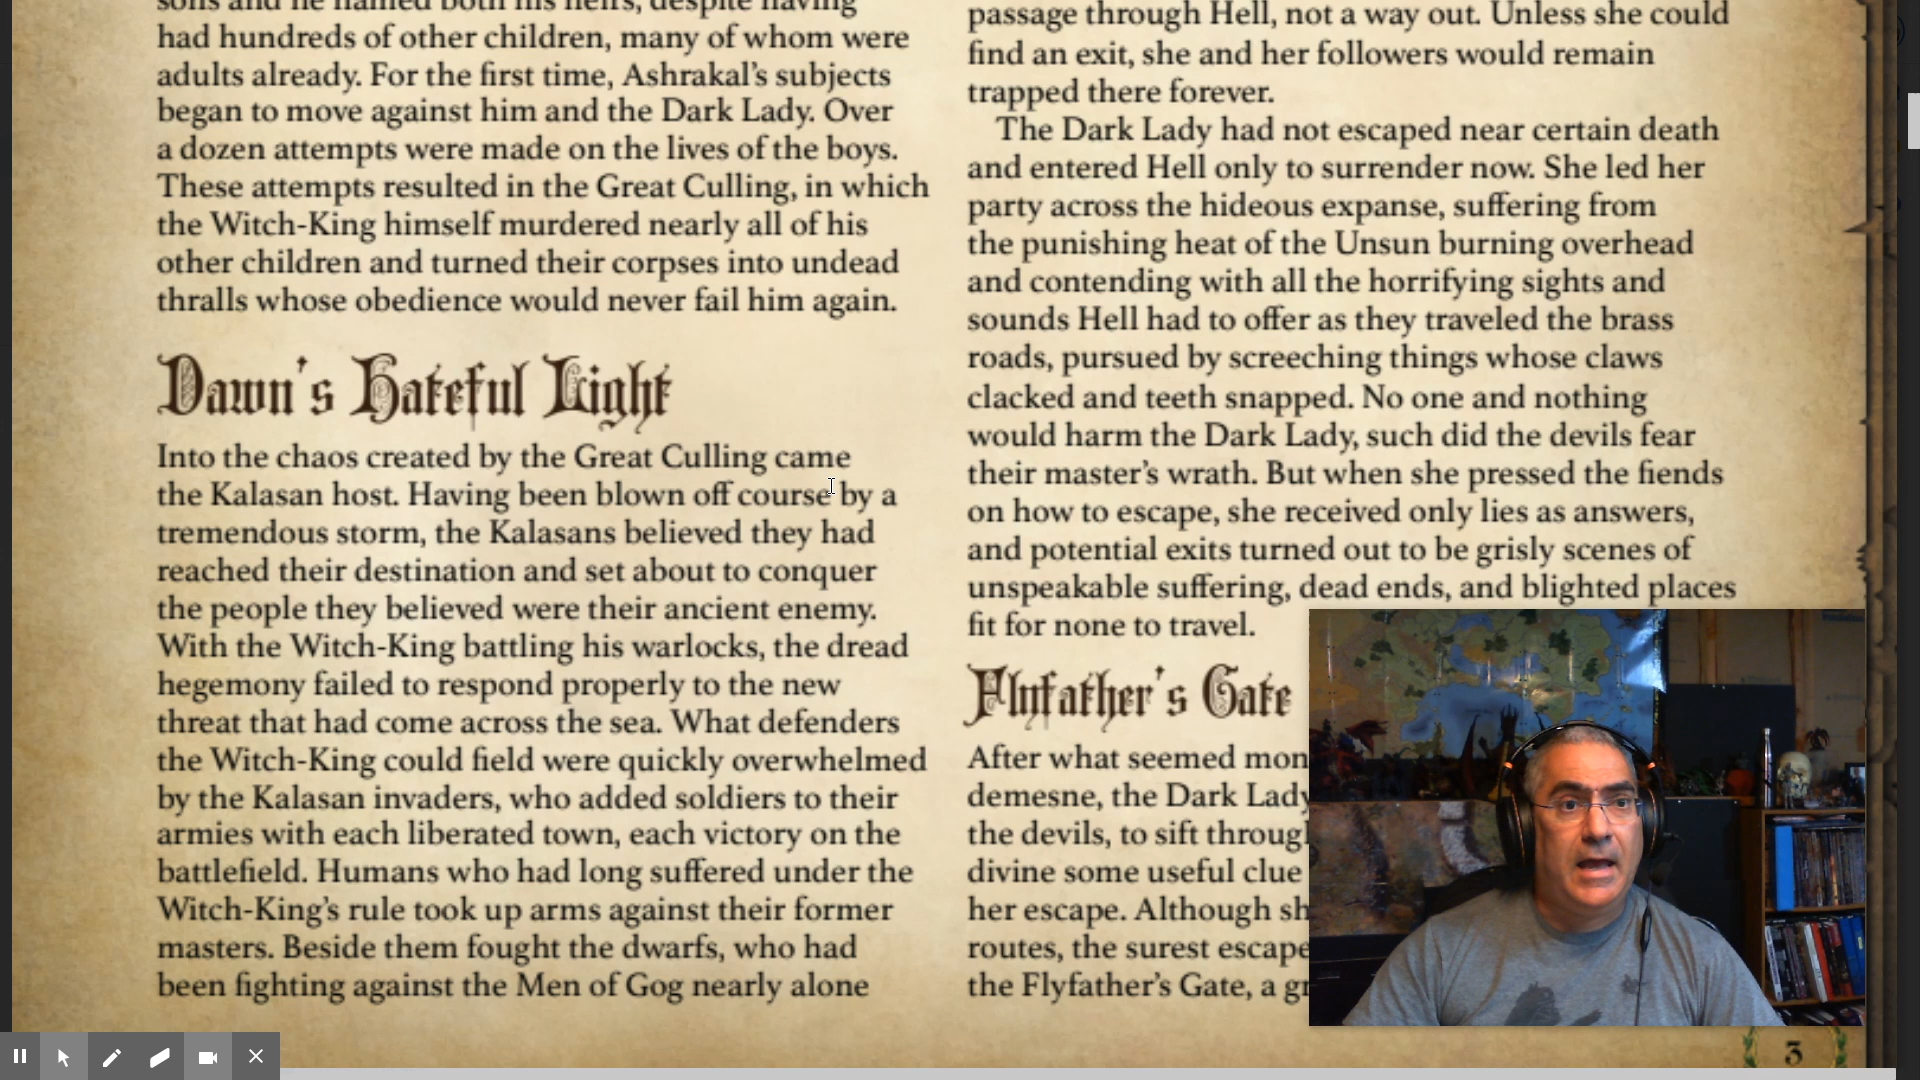 sons and he named both his heirs, despite having
had hundreds of other children, many of whom were
adults already. For the first time, Ashrakal's subjects
began to move against him and the Dark Lady. Over
a dozen attempts were made on the lives of the boys.
These attempts resulted in the Great Culling, in which
the Witch-King himself murdered nearly all of his
other children and turned their corpses into undead
thralls whose obedience would never fail him again.
Dawn's Hateful Light
Into the chaos created by the Great Culling came
the Kalasan host. Having been blown off course by a
tremendous storm, the Kalasans believed they had
reached their destination and set about to conquer
the people they believed were their ancient enemy.
With the Witch-King battling his warlocks, the dread
hegemony failed to respond properly to the new
threat that had come across the sea. What defenders
the Witch-King could field were quickly overwhelmed
by the Kalasan invaders, who added soldiers to their
armies with each liberated town, each victory on the
battlefield. Humans who had long suffered under the
Witch-King's rule took up arms against their former
masters. Beside them fought the dwarfs, who had
been fighting against the Men of Gog nearly alone
passage through Hell, not a way out. Unless she could
find an exit, she and her followers would remain
trapped there forever.
The Dark Lady had not escaped near certain death
and entered Hell only to surrender now. She led her
party across the hideous expanse, suffering from
the punishing heat of the Unsun burning overhead
and contending with all the horrifying sights and
sounds Hell had to offer as they traveled the brass
roads, pursued by screeching things whose claws
clacked and teeth snapped. No one and nothing
would harm the Dark Lady, such did the devils fear
their master's wrath. But when she pressed the fiends
on how to escape, she received only lies as answers,
and potential exits turned out to be grisly scenes of
unspeakable suffering, dead ends, and blighted places
fit for none to travel.
Flyfather's Gate
After what seemed mon
demesne, the Dark Lady
the devils, to sift throug
divine some useful clue
her escape. Although sh
routes, the surest escape
the Flyfather's Gate, a gr
3